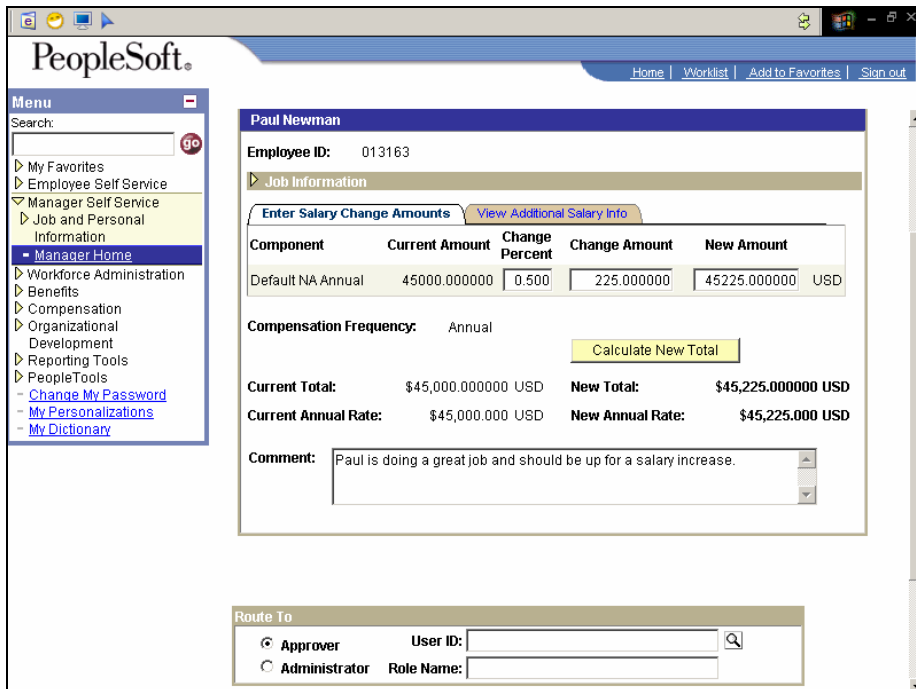 PeopleSoft®
Home | Worklist | Add to Favorites | Sign out
Menu
Search:
go
My Favorites
Employee Self Service
Manager Self Service
Job and Personal
Information
- Manager Home
Workforce Administration
Benefits
Compensation
Organizational
Development
Reporting Tools
PeopleTools
- Change My Password
- My Personalizations
- My Dictionary
Paul Newman
Employee ID: 013163
Job Information
Enter Salary Change Amounts View Additional Salary Info
Component Current Amount Change Percent Change Amount New Amount
Default NA Annual 45000.000000 0.500 225.000000 45225.000000 USD
Compensation Frequency: Annual
Calculate New Total
Current Total: $45,000.000000 USD New Total: $45,225.000000 USD
Current Annual Rate: $45,000.000 USD New Annual Rate: $45,225.000 USD
Comment: Paul is doing a great job and should be up for a salary increase.
Route To
Approver User ID:
Administrator Role Name: